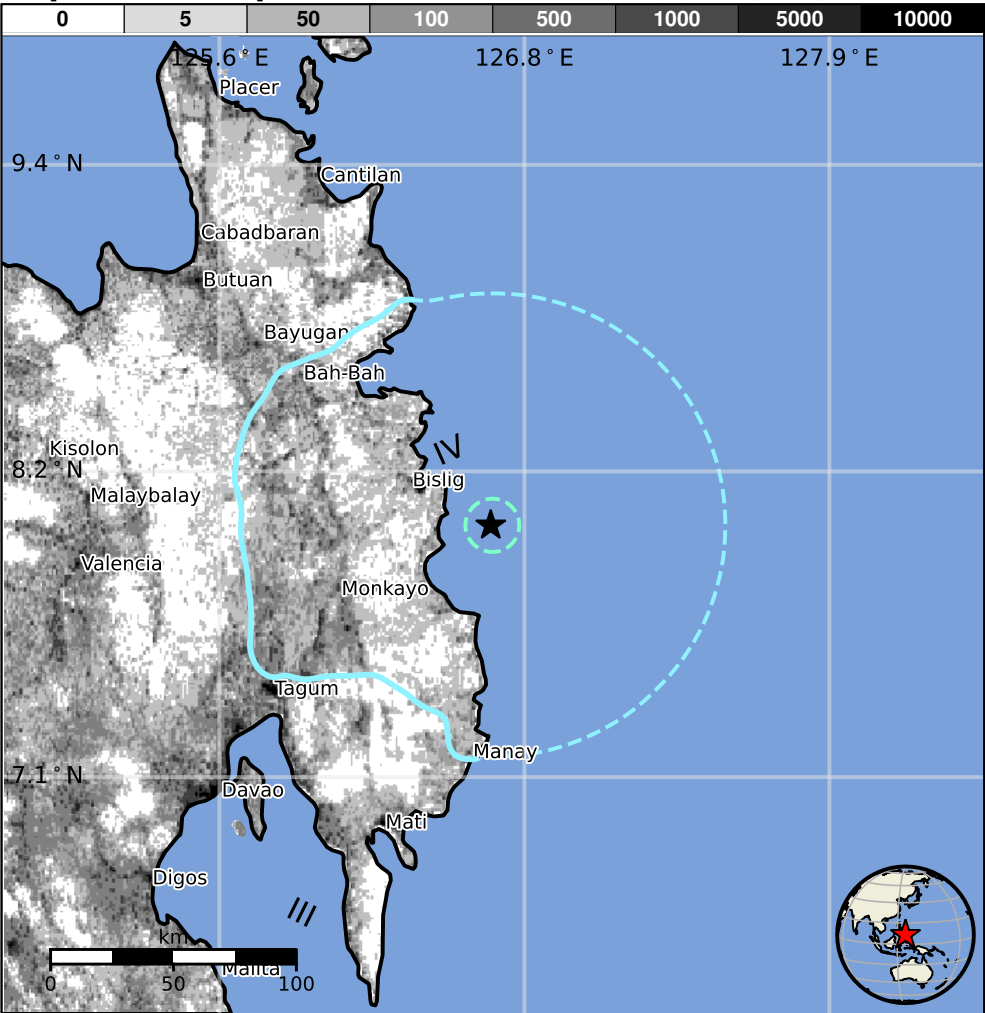 0 5 50 100 500 1000 5000 10000
125.6°E 126.8°E 127.9°E
Placer
9.4°N
Cantilan
Cabadbaran
Butuan
Bayugan
Bah-Bah
IV
Kisolon
8.2°N
Bislig
Malaybalay
Valencia
Monkayo
Tagum
Manay
7.1°N
Davao
Mati
Digos
III
km
Malita
0 50 100